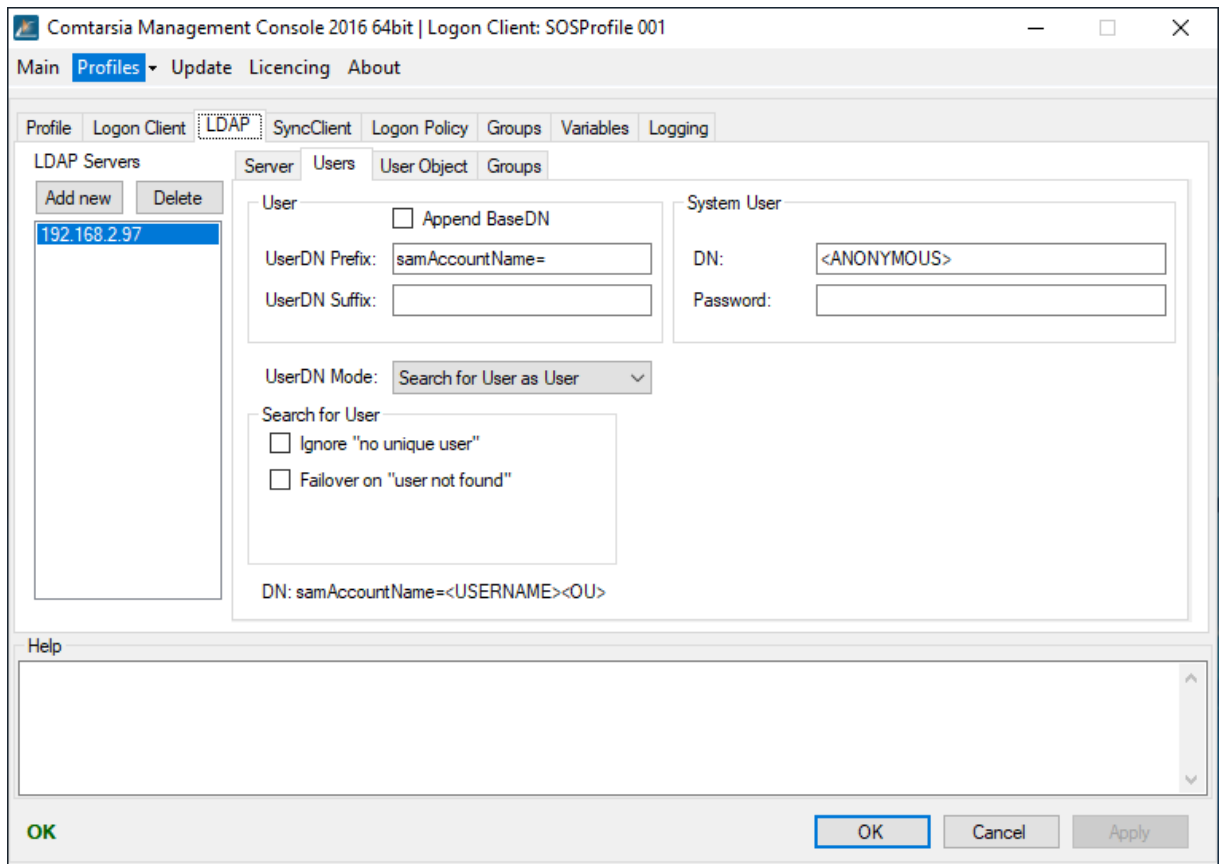 Comtarsia Management Console 2016 64bit | Logon Client: SOSProfile 001
Main Profiles Update Licencing About
Profile Logon Client LDAP SyncClient Logon Policy Groups Variables Logging
LDAP Servers
Add new Delete
192.168.2.97
Server Users User Object Groups
User
Append BaseDN
UserDN Prefix: samAccountName=
UserDN Suffix:
System User
DN: <ANONYMOUS>
Password:
UserDN Mode: Search for User as User
Search for User
Ignore "no unique user"
Failover on "user not found"
DN: samAccountName=<USERNAME><OU>
Help
OK
OK Cancel Apply